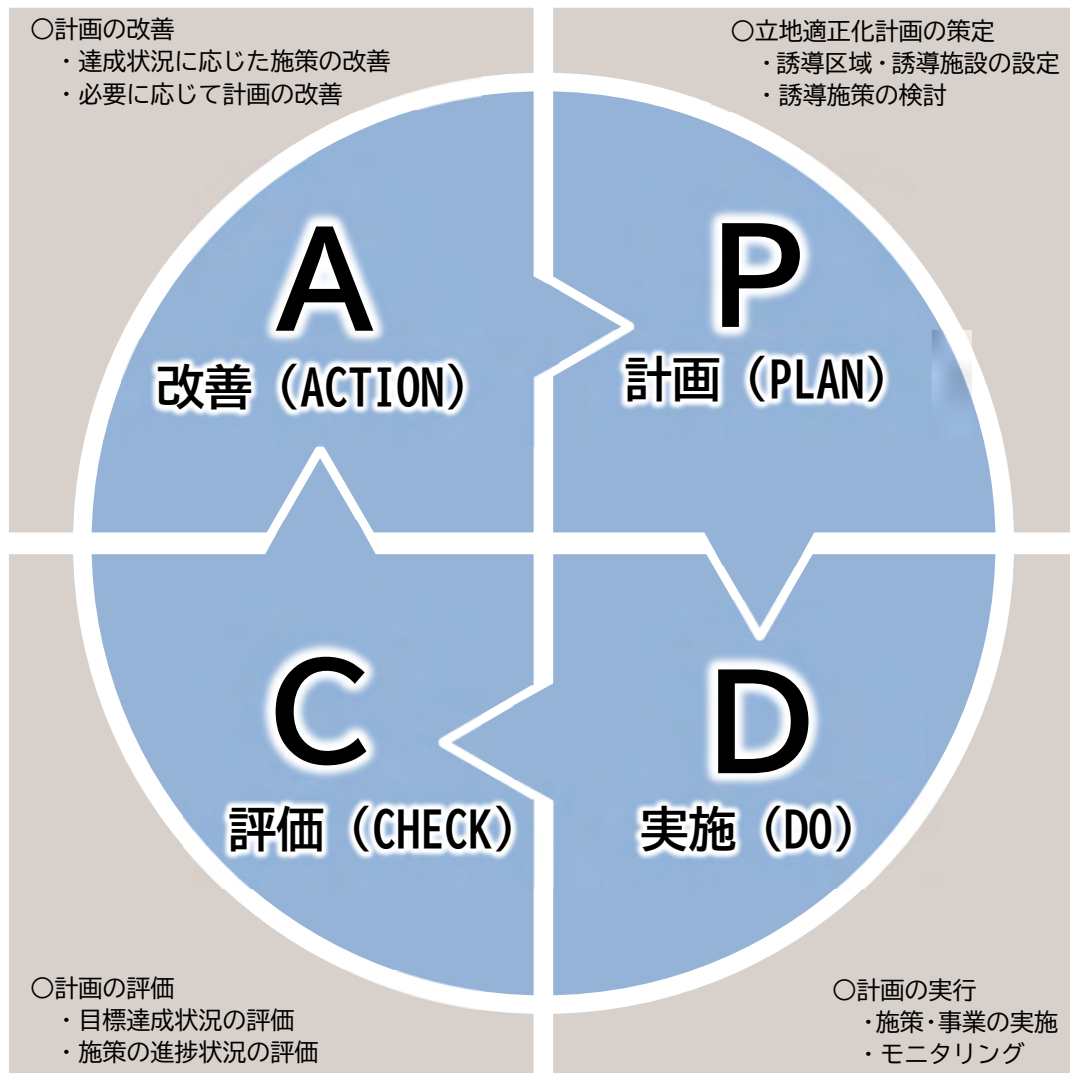 〇計画の改善
・達成状況に応じた施策の改善
・必要に応じて計画の改善
〇立地適正化計画の策定
・誘導区域・誘導施設の設定
・誘導施策の検討
A
改善（ACTION）
P
計画（PLAN）
C
評価（CHECK）
D
実施（DO）
〇計画の評価
・目標達成状況の評価
・施策の進捗状況の評価
〇計画の実行
・施策・事業の実施
・モニタリング